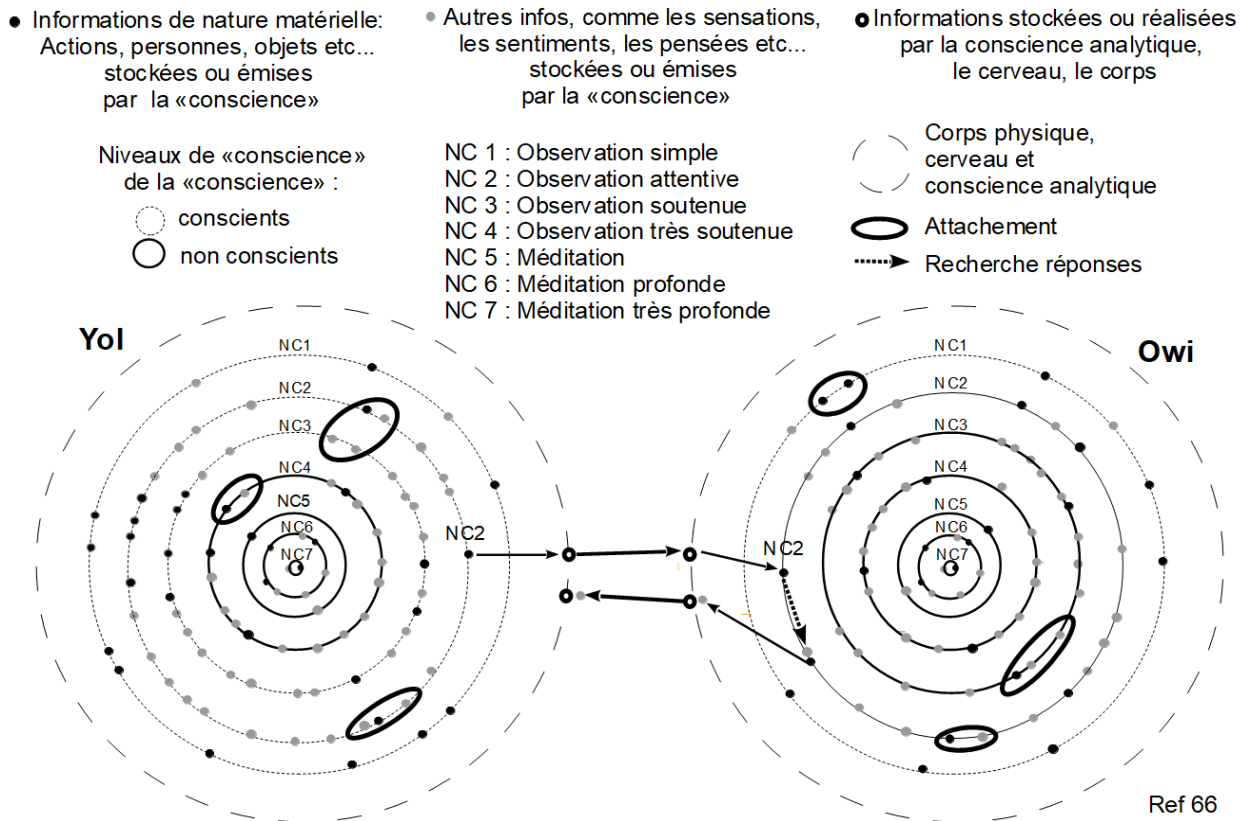 Informations de nature matérielle:
Actions, personnes, objets etc...
stockées ou émises
par la «conscience»
Autres infos, comme les sensations,
les sentiments, les pensées etc...
stockées ou émises
par la «conscience»
Informations stockées ou réalisées
par la conscience analytique,
le cerveau, le corps
Niveaux de «conscience»
de la «conscience» :
conscients
non conscients
NC 1 : Observation simple
NC 2 : Observation attentive
NC 3 : Observation soutenue
NC 4 : Observation très soutenue
NC 5 : Méditation
NC 6 : Méditation profonde
NC 7 : Méditation très profonde
Corps physique,
cerveau et
conscience analytique
Attachement
Recherche réponses
Yol
NC1
NC2
NC3
NC4
NC5
NC6
NC7
NC2
Owi
NC1
NC2
NC3
NC4
NC5
NC6
NC7
NC2
Ref 66